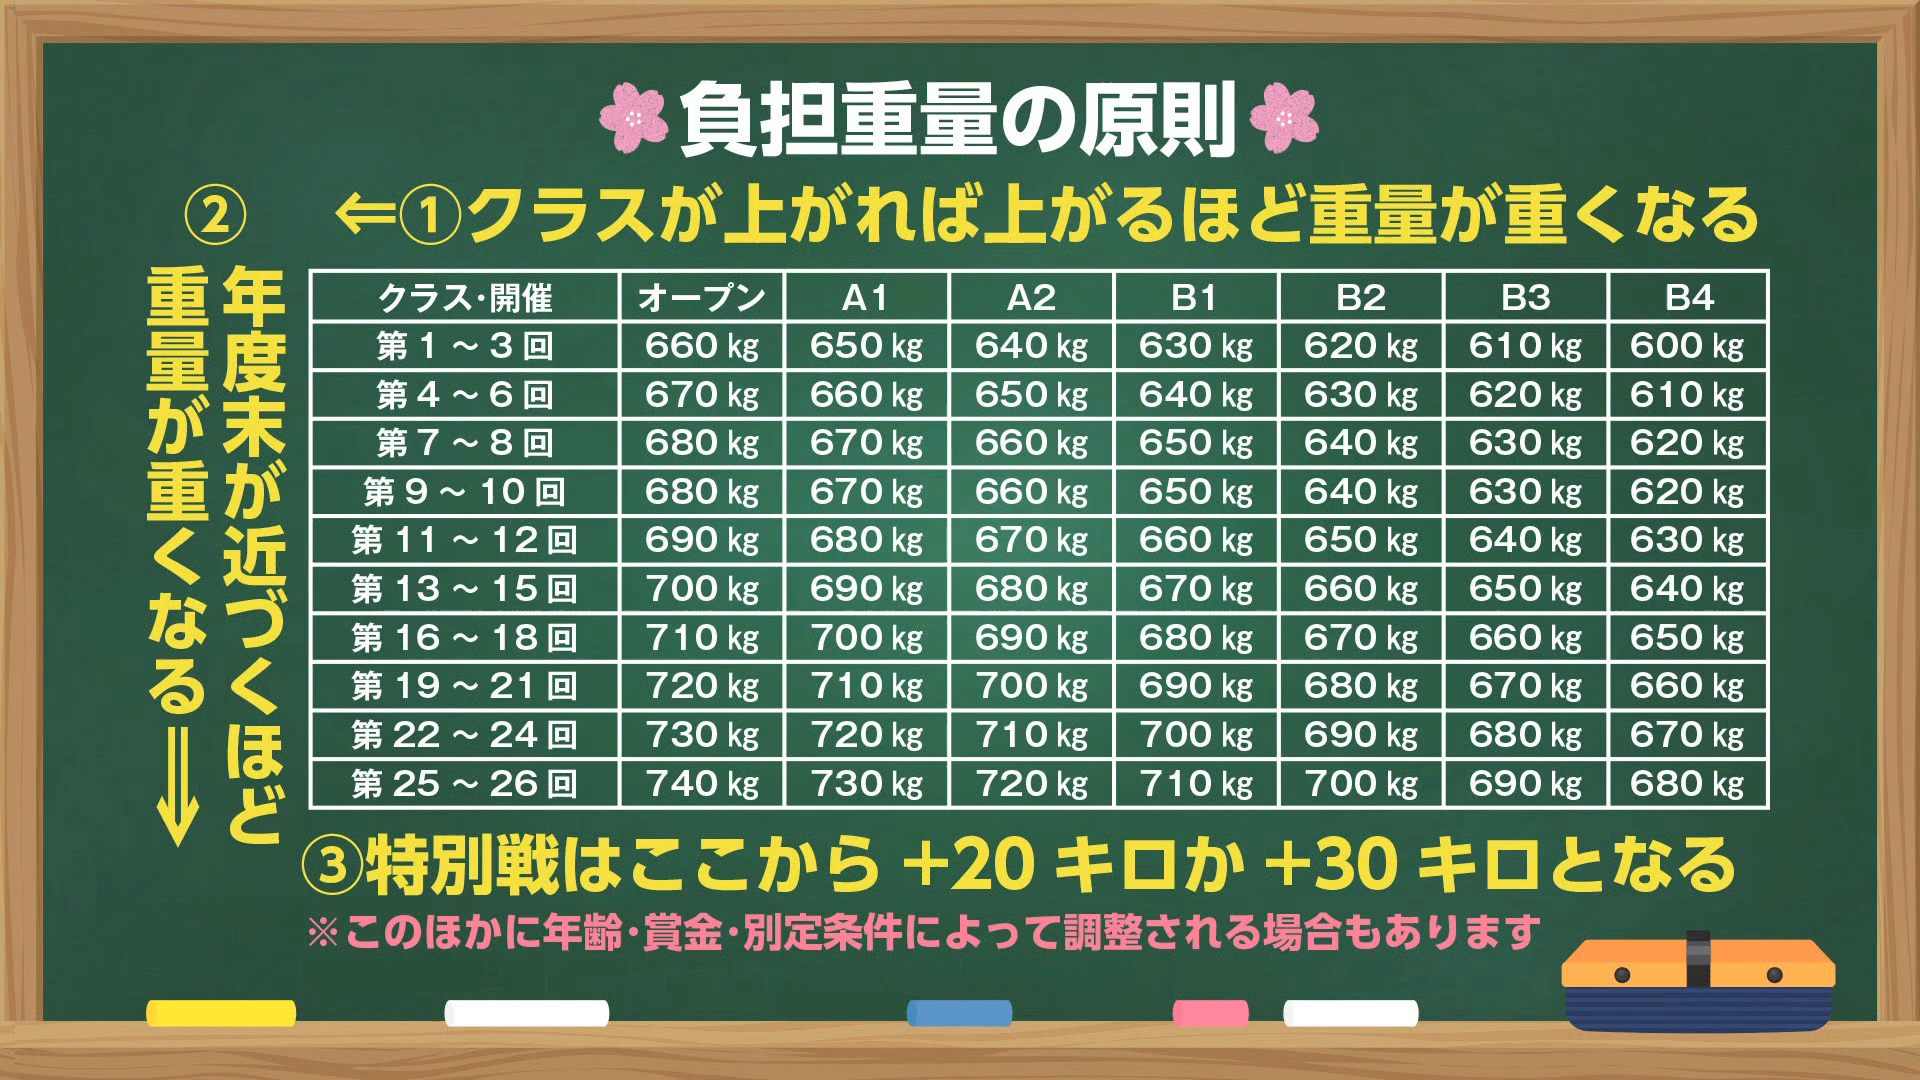 負担重量の原則
⇐①クラスが上がれば上がるほど重量が重くなる
②
年度末が近づくほど
重量が重くなる⇒
クラス・開催 オープン A1 A2 B1 B2 B3 B4
第1～3回 660kg 650kg 640kg 630kg 620kg 610kg 600kg
第4～6回 670kg 660kg 650kg 640kg 630kg 620kg 610kg
第7～8回 680kg 670kg 660kg 650kg 640kg 630kg 620kg
第9～10回 680kg 670kg 660kg 650kg 640kg 630kg 620kg
第11～12回 690kg 680kg 670kg 660kg 650kg 640kg 630kg
第13～15回 700kg 690kg 680kg 670kg 660kg 650kg 640kg
第16～18回 710kg 700kg 690kg 680kg 670kg 660kg 650kg
第19～21回 720kg 710kg 700kg 690kg 680kg 670kg 660kg
第22～24回 730kg 720kg 710kg 700kg 690kg 680kg 670kg
第25～26回 740kg 730kg 720kg 710kg 700kg 690kg 680kg
③特別戦はここから+20キロか+30キロとなる
※このほかに年齢・賞金・別定条件によって調整される場合もあります